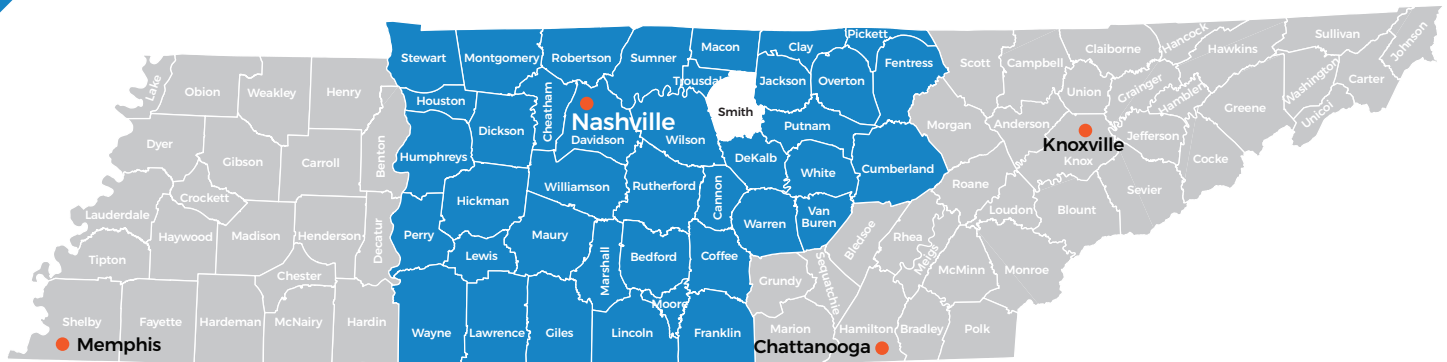 Stewart
Montgomery
Robertson
Sumner
Macon
Clay
Pickett
Fentress
Scott
Campbell
Claiborne
Hancock
Hawkins
Sullivan
Johnson
Lake
Obion
Weakley
Henry
Houston
Dickson
Cheatham
Nashville
Davidson
Wilson
Trousdal
Smith
Jackson
Overton
Putnam
Morgan
Anderson
Union
Grainger
Hamblen
Greene
Washington
Carter
Unicoi
Knoxville
Knox
Jefferson
Cocke
Sevier
Dyer
Gibson
Carroll
Benton
Humphreys
Hickman
Williamson
Rutherford
Cannon
DeKalb
White
Cumberland
Roane
Loudon
Blount
Crockett
Lauderdale
Haywood
Madison
Henderson
Decatur
Perry
Lewis
Maury
Marshall
Bedford
Coffee
Warren
Van
Buren
Bledsoe
Rhea
Meigs
McMinn
Monroe
Tipton
Chester
Grundy
Sequatchie
Shelby
Fayette
Hardeman
McNairy
Hardin
Wayne
Lawrence
Giles
Lincoln
Moore
Franklin
Marion
Hamilton
Bradley
Polk
Memphis
Chattanooga